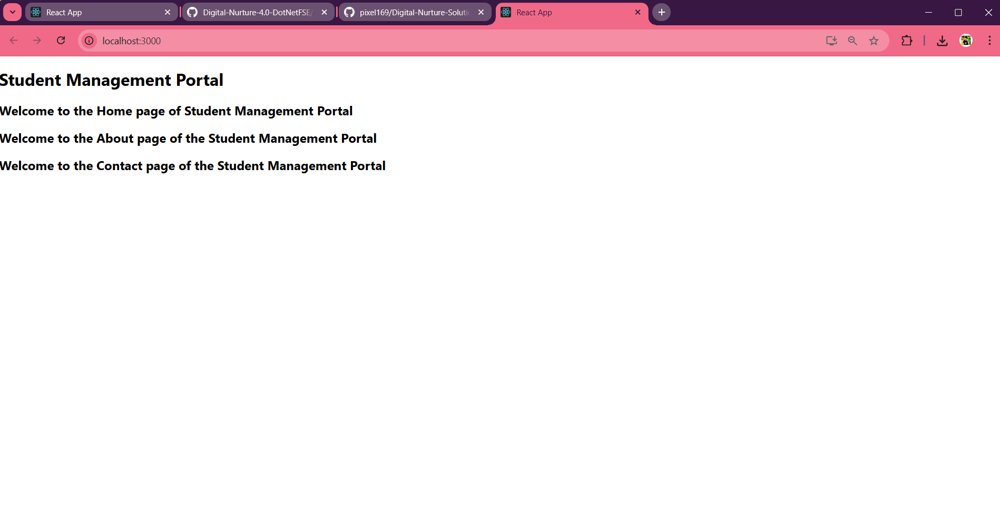 React App
Digital-Nurture-4.0-DotNetFSE/
pixel169/Digital-Nurture-Soluti
React App
localhost:3000
Student Management Portal
Welcome to the Home page of Student Management Portal
Welcome to the About page of the Student Management Portal
Welcome to the Contact page of the Student Management Portal